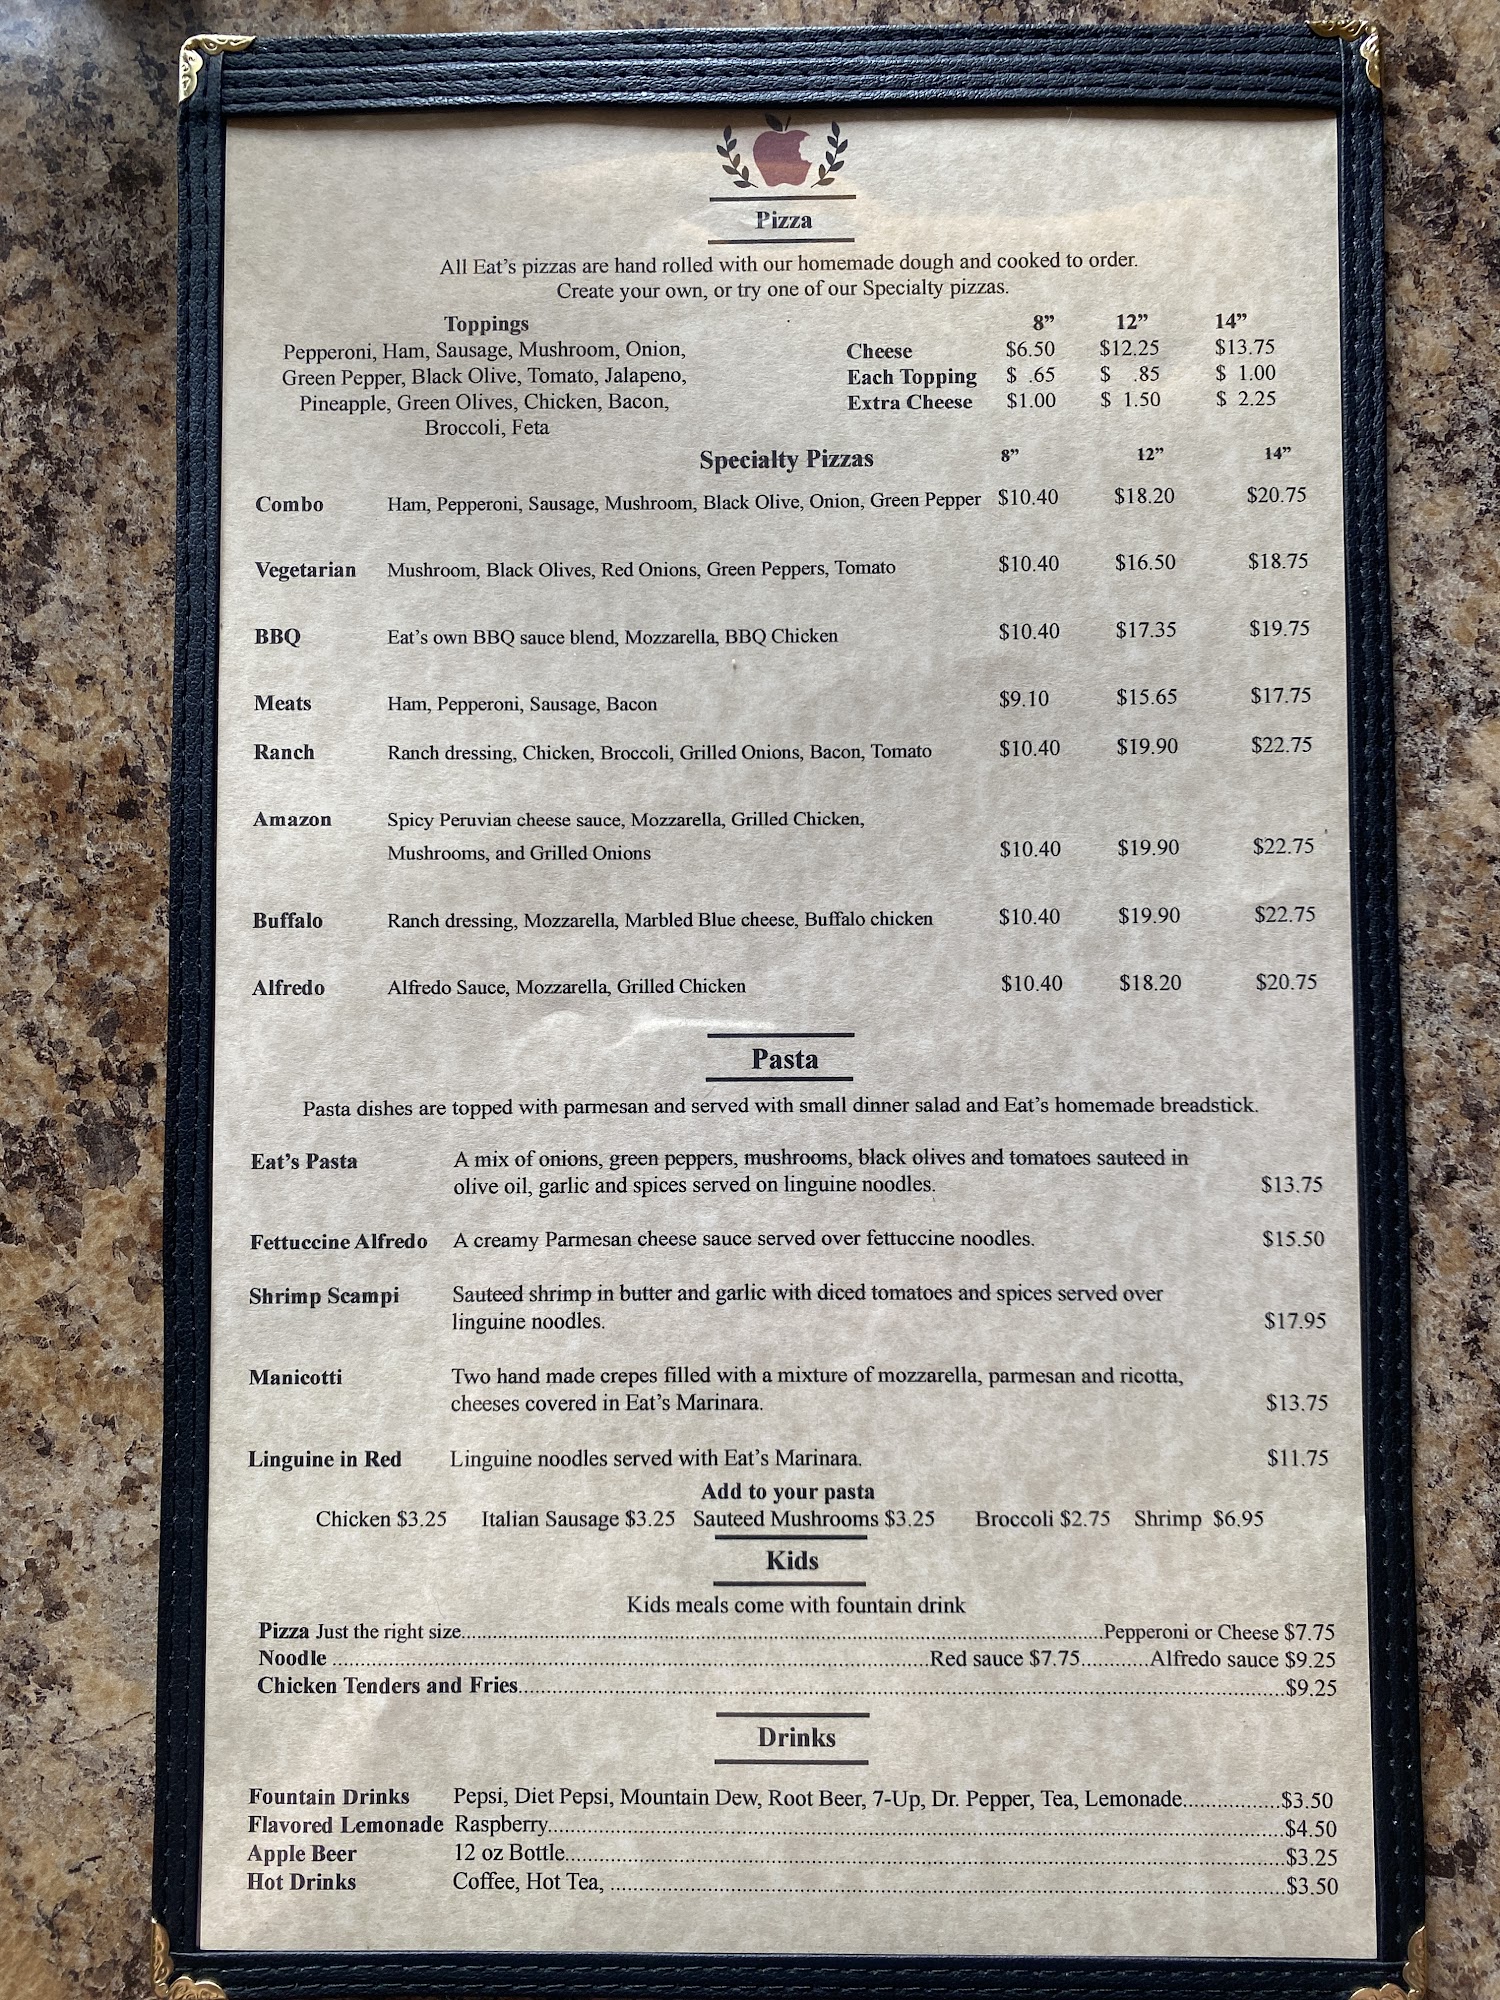 Pizza
All Eat's pizzas are hand rolled with our homemade dough and cooked to order.
Create your own, or try one of our Specialty pizzas.
Toppings 8” 12” 14”
Pepperoni, Ham, Sausage, Mushroom, Onion, Cheese $6.50 $12.25 $13.75
Green Pepper, Black Olive, Tomato, Jalapeno, Each Topping $ .65 $ .85 $ 1.00
Pineapple, Green Olives, Chicken, Bacon, Extra Cheese $1.00 $ 1.50 $ 2.25
Broccoli, Feta
Specialty Pizzas 8” 12” 14”
Combo Ham, Pepperoni, Sausage, Mushroom, Black Olive, Onion, Green Pepper $10.40 $18.20 $20.75
Vegetarian Mushroom, Black Olives, Red Onions, Green Peppers, Tomato $10.40 $16.50 $18.75
BBQ Eat's own BBQ sauce blend, Mozzarella, BBQ Chicken $10.40 $17.35 $19.75
Meats Ham, Pepperoni, Sausage, Bacon $9.10 $15.65 $17.75
Ranch Ranch dressing, Chicken, Broccoli, Grilled Onions, Bacon, Tomato $10.40 $19.90 $22.75
Amazon Spicy Peruvian cheese sauce, Mozzarella, Grilled Chicken,
Mushrooms, and Grilled Onions $10.40 $19.90 $22.75
Buffalo Ranch dressing, Mozzarella, Marbled Blue cheese, Buffalo chicken $10.40 $19.90 $22.75
Alfredo Alfredo Sauce, Mozzarella, Grilled Chicken $10.40 $18.20 $20.75
Pasta
Pasta dishes are topped with parmesan and served with small dinner salad and Eat's homemade breadstick.
Eat's Pasta A mix of onions, green peppers, mushrooms, black olives and tomatoes sauteed in
olive oil, garlic and spices served on linguine noodles. $13.75
Fettuccine Alfredo A creamy Parmesan cheese sauce served over fettuccine noodles. $15.50
Shrimp Scampi Sauteed shrimp in butter and garlic with diced tomatoes and spices served over
linguine noodles. $17.95
Manicotti Two hand made crepes filled with a mixture of mozzarella, parmesan and ricotta,
cheeses covered in Eat's Marinara. $13.75
Linguine in Red Linguine noodles served with Eat's Marinara. $11.75
Add to your pasta
Chicken $3.25 Italian Sausage $3.25 Sauteed Mushrooms $3.25 Broccoli $2.75 Shrimp $6.95
Kids
Kids meals come with fountain drink
Pizza Just the right size..........Pepperoni or Cheese $7.75
Noodle ..........Red sauce $7.75..........Alfredo sauce $9.25
Chicken Tenders and Fries..........$9.25
Drinks
Fountain Drinks Pepsi, Diet Pepsi, Mountain Dew, Root Beer, 7-Up, Dr. Pepper, Tea, Lemonade..........$3.50
Flavored Lemonade Raspberry..........$4.50
Apple Beer 12 oz Bottle..........$3.25
Hot Drinks Coffee, Hot Tea, ..........$3.50